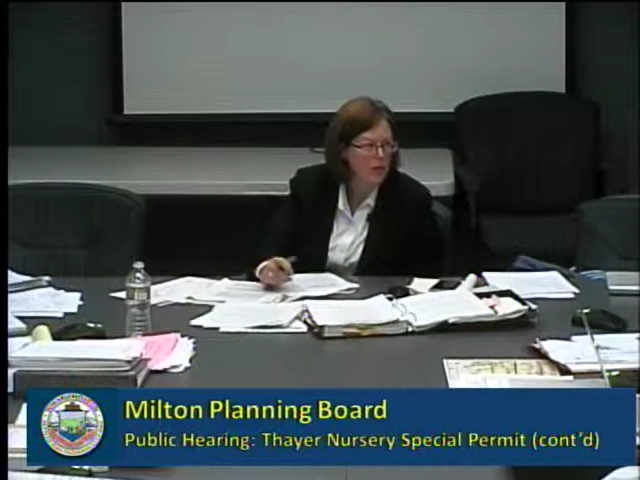 Milton Planning Board
Public Hearing: Thayer Nursery Special Permit (cont'd)